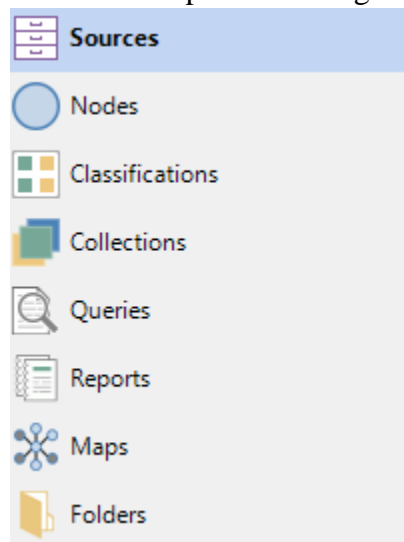 Sources
Nodes
Classifications
Collections
Queries
Reports
Maps
Folders